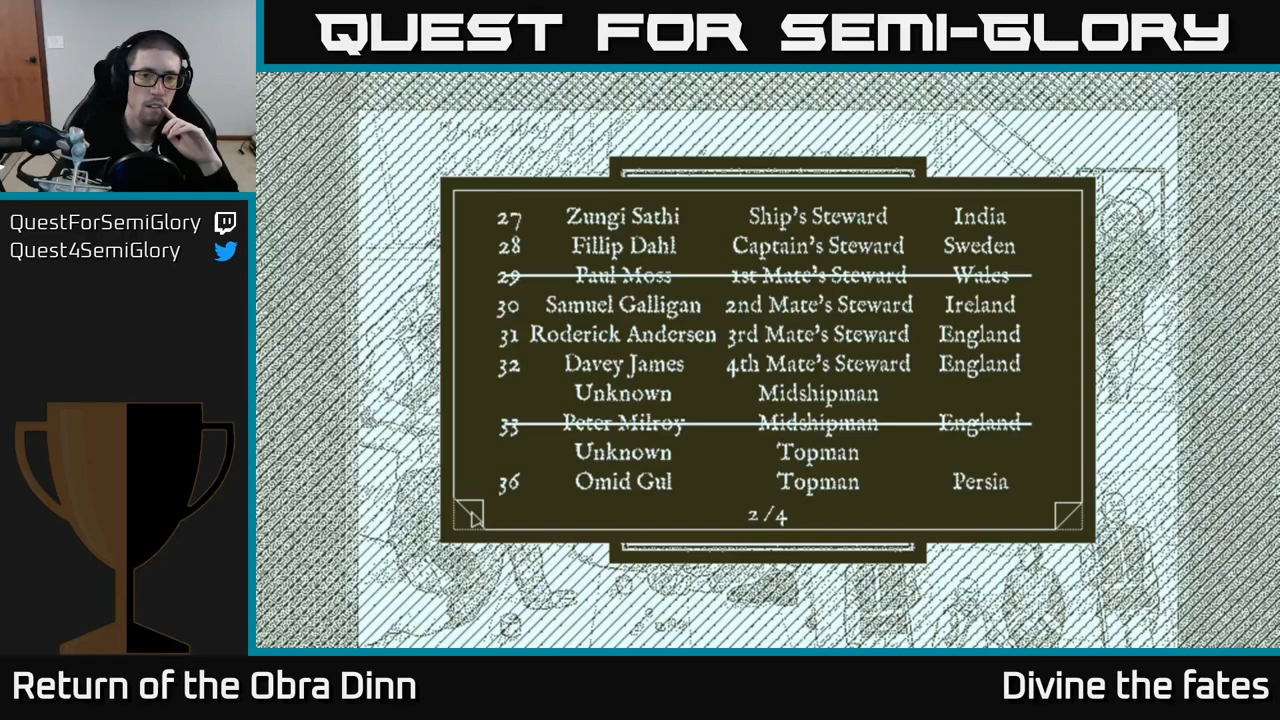 QUEST FOR SEMI-GLORY
QuestForSemiGlory
Quest4SemiGlory
27 Zungi Sathi Ship's Steward India
28 Fillip Dahl Captain's Steward Sweden
29 Paul Moss 1st Mate's Steward Wales
30 Samuel Galligan 2nd Mate's Steward Ireland
31 Roderick Andersen 3rd Mate's Steward England
32 Davey James 4th Mate's Steward England
Unknown Midshipman
33 Peter Milroy Midshipman England
Unknown Topman
36 Omid Gul Topman Persia
2/4
Return of the Obra Dinn
Divine the fates